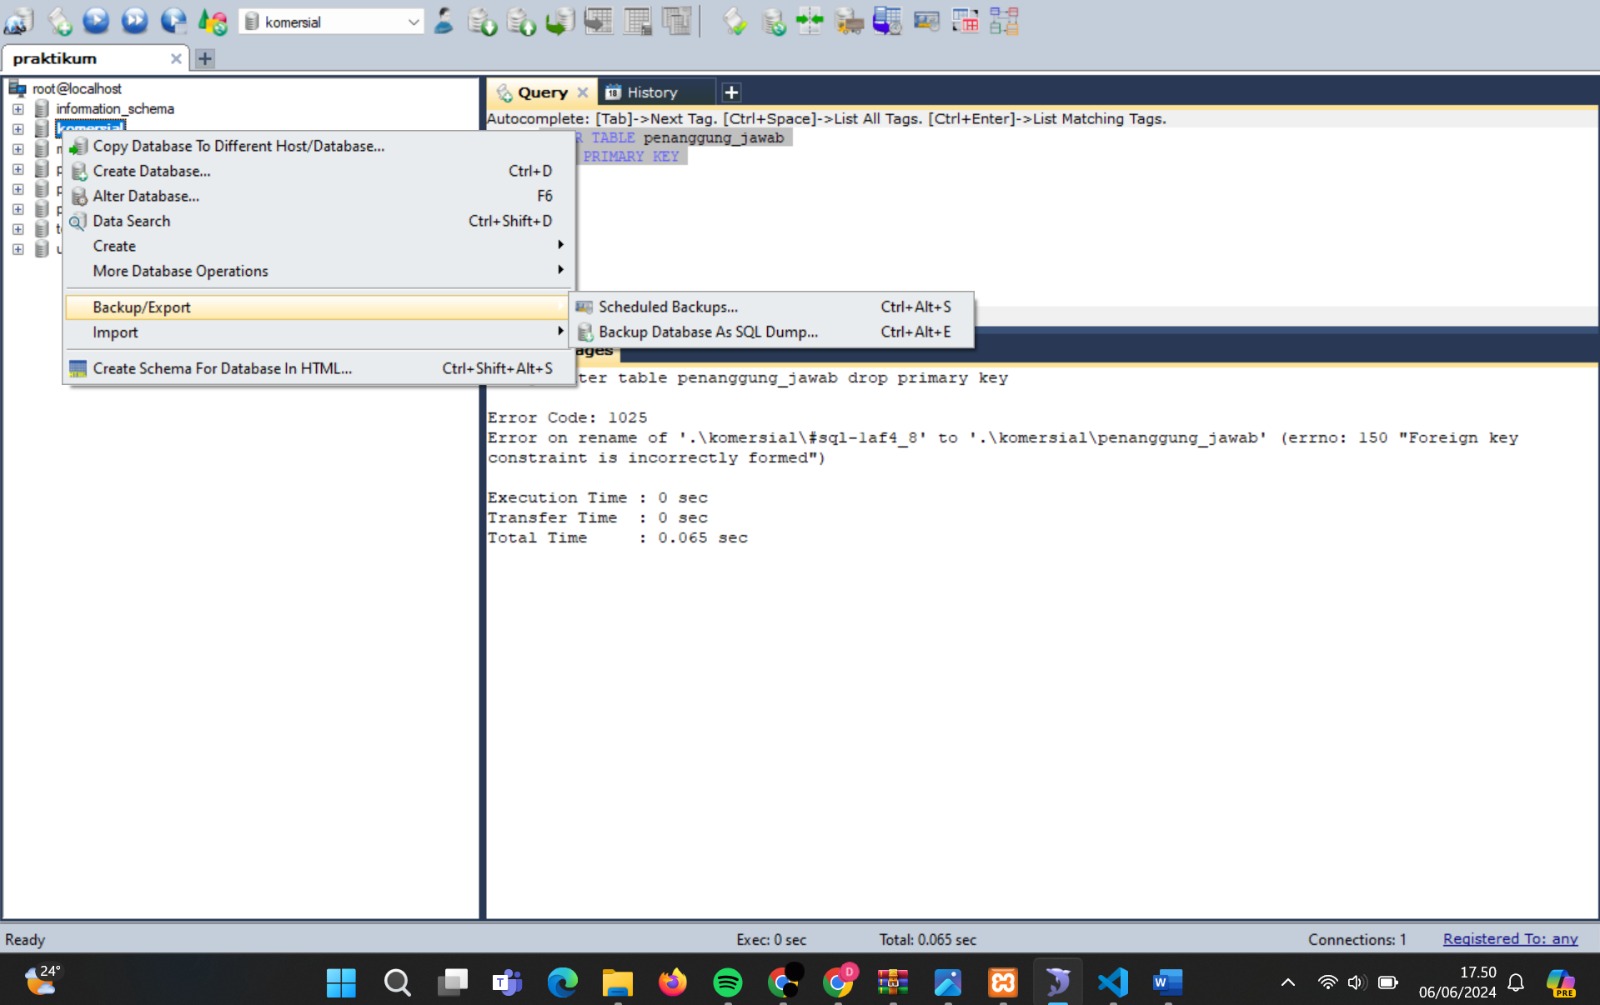 komersial
praktikum
root@localhost
information_schema
komersial
Query
History
Autocomplete: [Tab]->Next Tag. [Ctrl+Space]->List All Tags. [Ctrl+Enter]->List Matching Tags.
R TABLE penanggung_jawab
PRIMARY KEY
Copy Database To Different Host/Database...
Create Database... Ctrl+D
Alter Database... F6
Data Search Ctrl+Shift+D
Create
More Database Operations
Backup/Export
Import
Create Schema For Database In HTML... Ctrl+Shift+Alt+S
Scheduled Backups... Ctrl+Alt+S
Backup Database As SQL Dump... Ctrl+Alt+E
ages
ter table penanggung_jawab drop primary key
Error Code: 1025
Error on rename of '.\komersial\#sql-1af4_8' to '.\komersial\penanggung_jawab' (errno: 150 "Foreign key
constraint is incorrectly formed")
Execution Time : 0 sec
Transfer Time : 0 sec
Total Time : 0.065 sec
Ready
Exec: 0 sec
Total: 0.065 sec
Connections: 1
Registered To: any
24°
17.50
06/06/2024
PRE